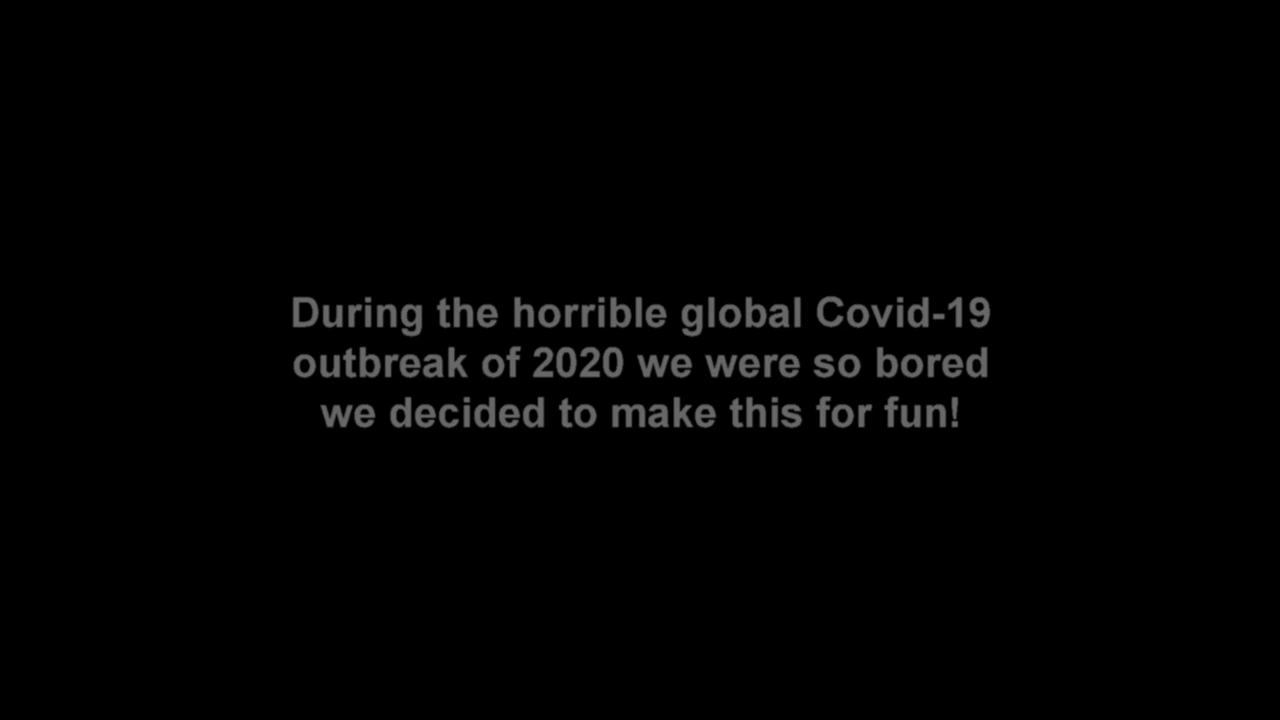 During the horrible global Covid-19
outbreak of 2020 we were so bored
we decided to make this for fun!